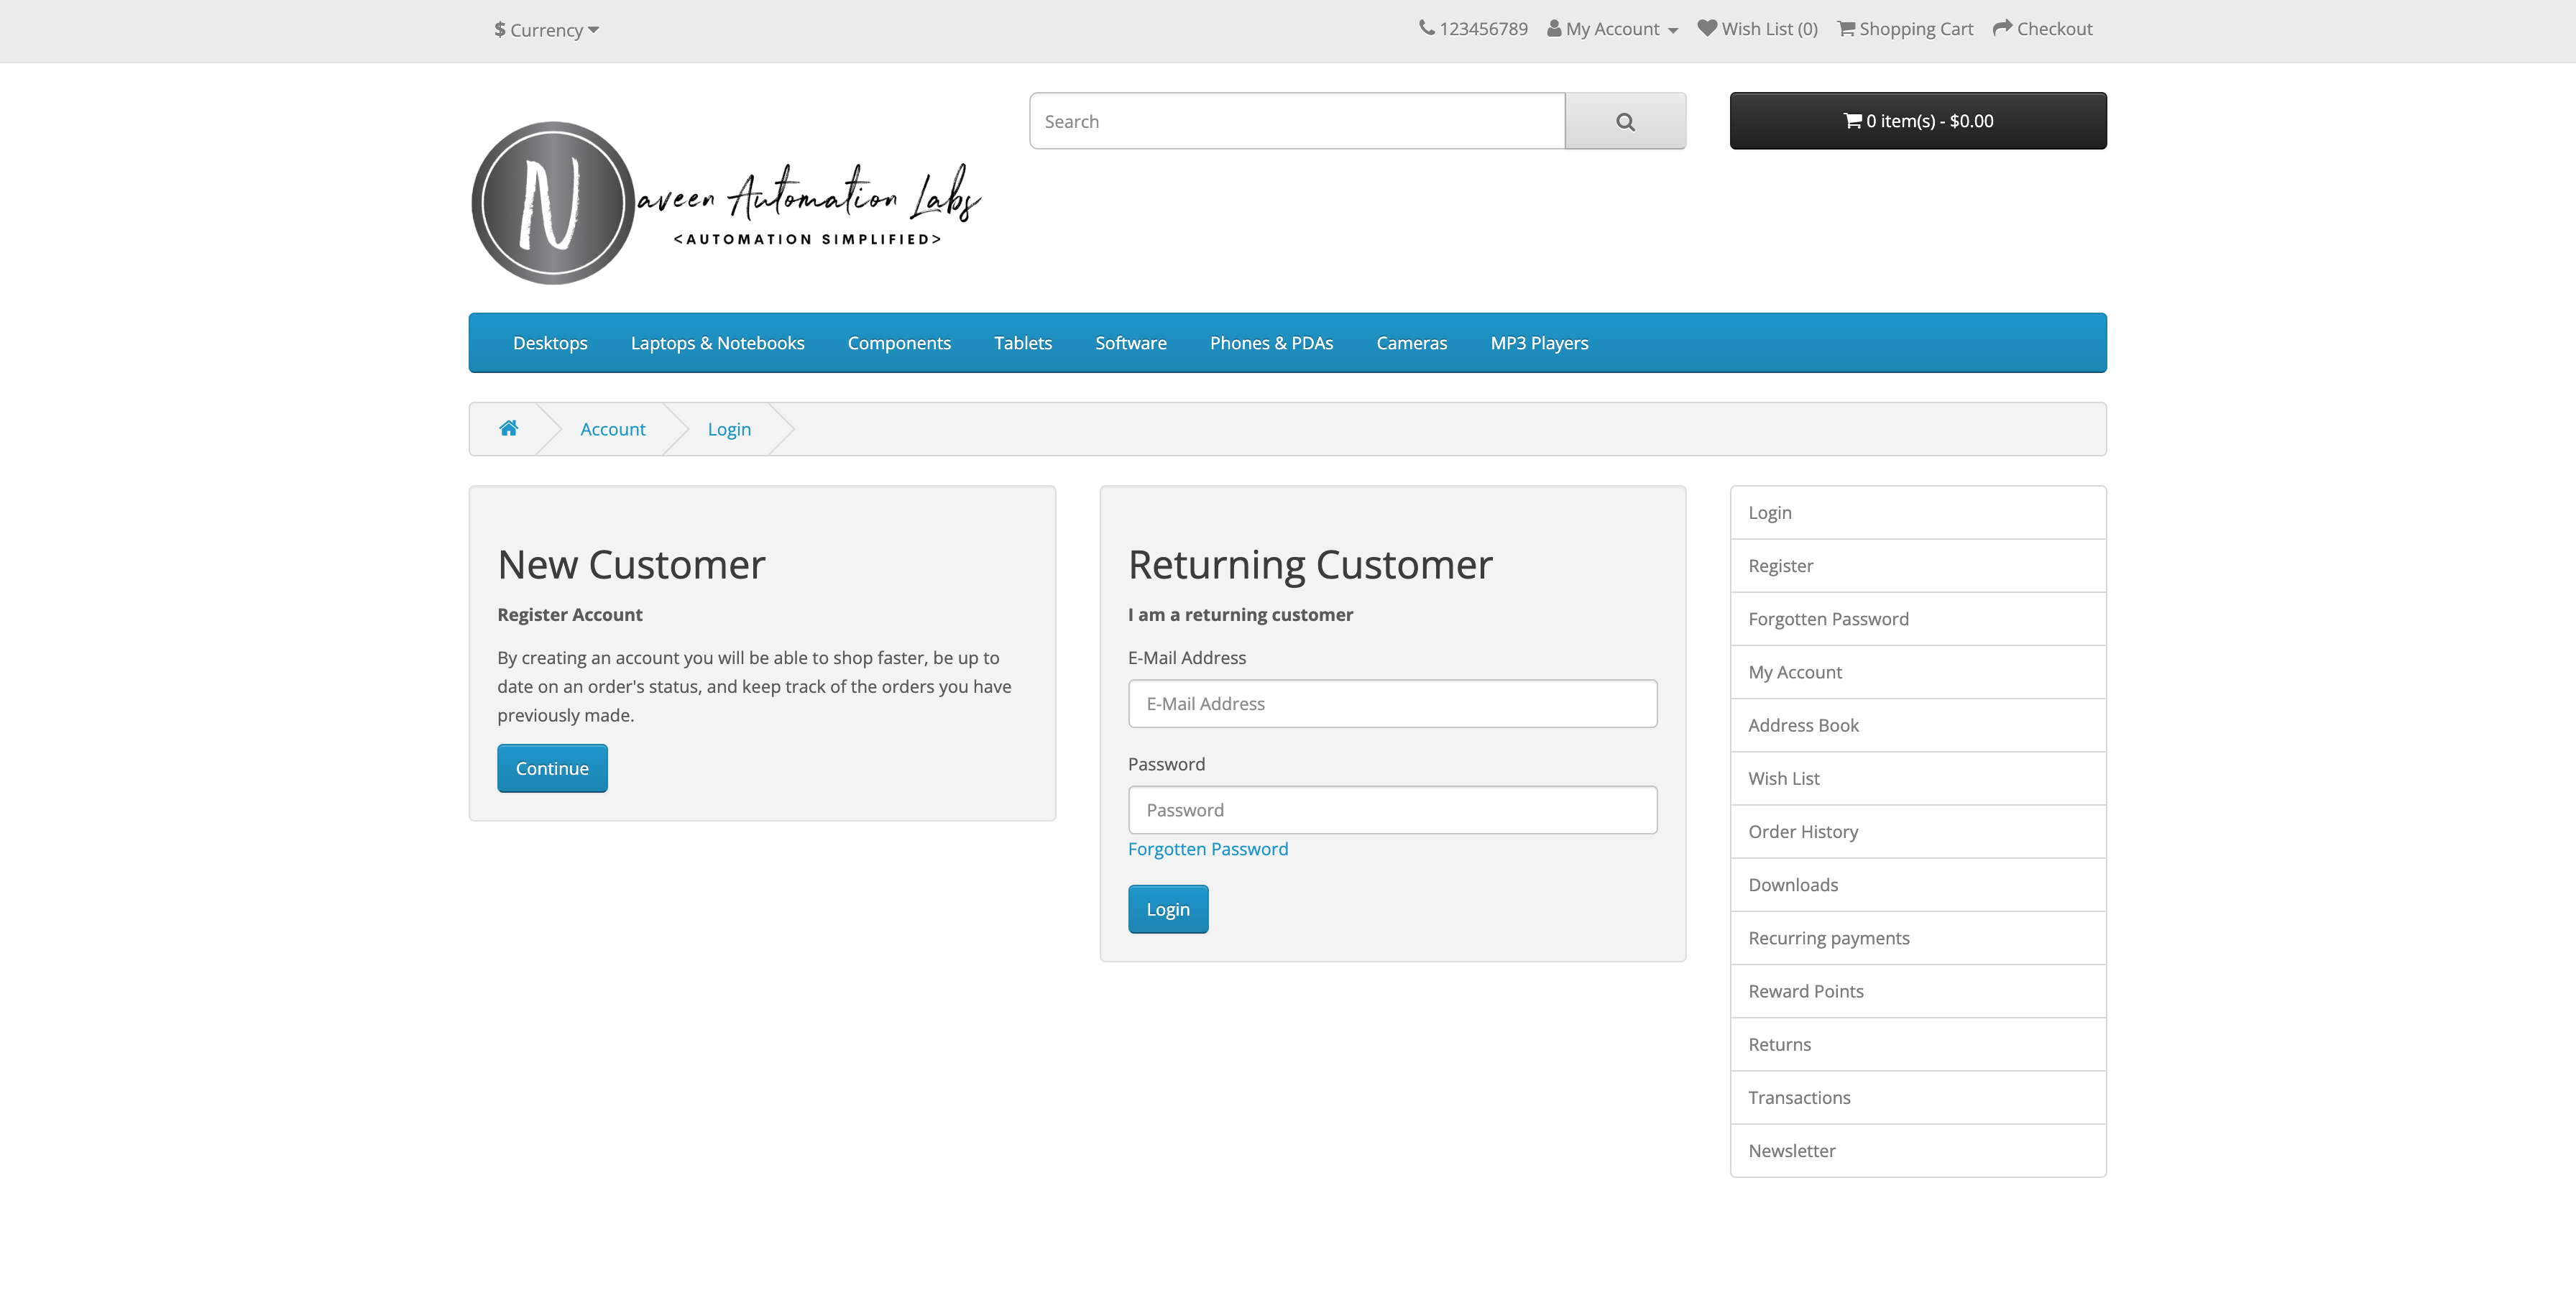 $ Currency
123456789 My Account Wish List (0) Shopping Cart Checkout
Search
0 item(s) - $0.00
N
aveen Automation Labs
<AUTOMATION SIMPLIFIED>
Desktops Laptops & Notebooks Components Tablets Software Phones & PDAs Cameras MP3 Players
Account Login
New Customer
Register Account
By creating an account you will be able to shop faster, be up to
date on an order's status, and keep track of the orders you have
previously made.
Continue
Returning Customer
I am a returning customer
E-Mail Address
E-Mail Address
Password
Password
Forgotten Password
Login
Login
Register
Forgotten Password
My Account
Address Book
Wish List
Order History
Downloads
Recurring payments
Reward Points
Returns
Transactions
Newsletter